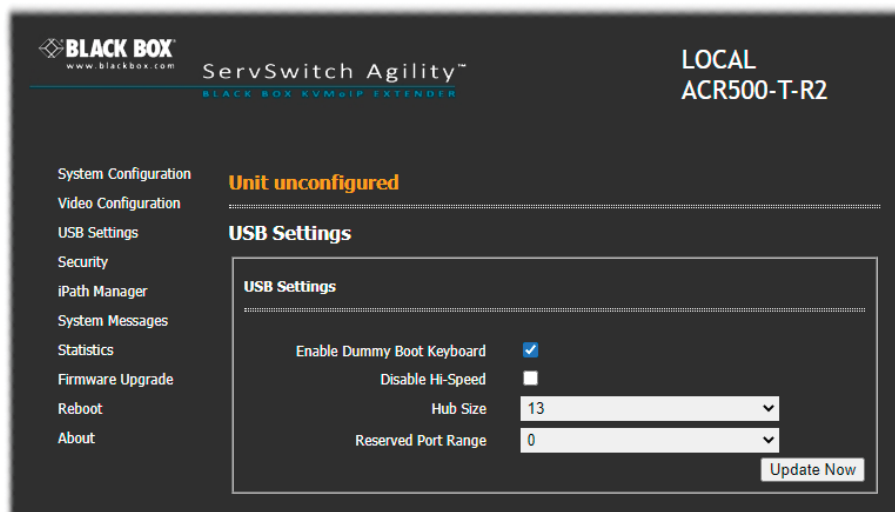 BLACK BOX
www.blackbox.com
ServSwitch Agility™
BLACK BOX KVMoIP EXTENDER
LOCAL
ACR500-T-R2
System Configuration
Video Configuration
USB Settings
Security
iPath Manager
System Messages
Statistics
Firmware Upgrade
Reboot
About
Unit unconfigured
USB Settings
USB Settings
Enable Dummy Boot Keyboard
Disable Hi-Speed
Hub Size 13
Reserved Port Range 0
Update Now